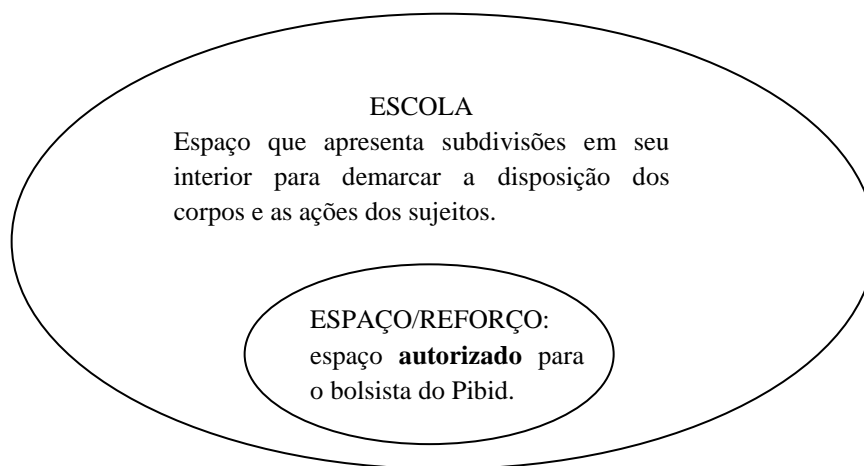 ESCOLA
Espaço que apresenta subdivisões em seu
interior para demarcar a disposição dos
corpos e as ações dos sujeitos.
ESPAÇO/REFORÇO:
espaço autorizado para
o bolsista do Pibid.